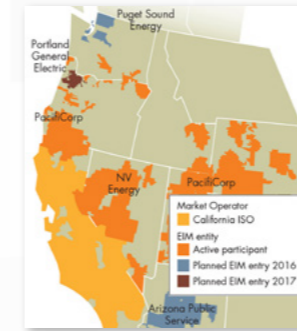 Puget Sound
Energy
Portland
General
Electric
PacifiCorp
NV
Energy
PacifiCorp
Market Operator
California ISO
EIM entity
Active participant
Planned EIM entry 2016
Planned EIM entry 2017
Arizona Public
Service